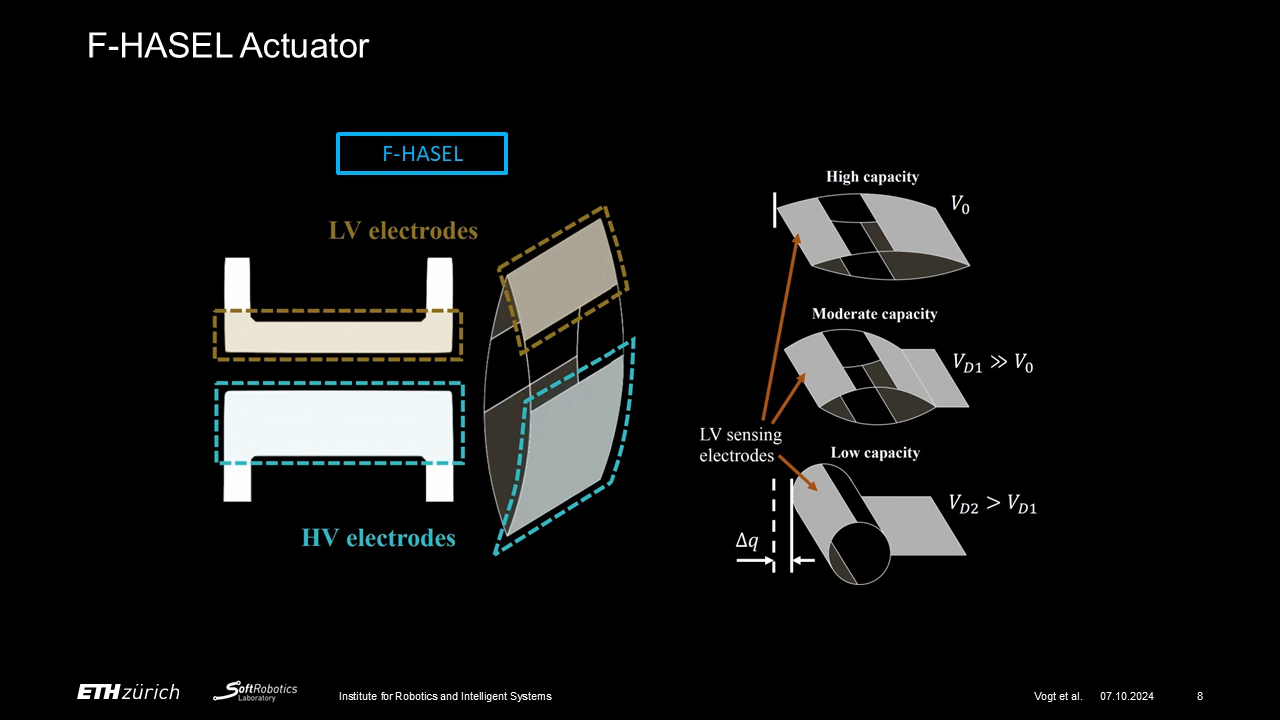 F-HASEL Actuator
F-HASEL
LV electrodes
HV electrodes
High capacity
V₀
Moderate capacity
V_D1 ≫ V₀
LV sensing
electrodes
Low capacity
V_D2 > V_D1
Δq
ETH zürich
SoftRobotics
Laboratory
Institute for Robotics and Intelligent Systems
Vogt et al.
07.10.2024
8